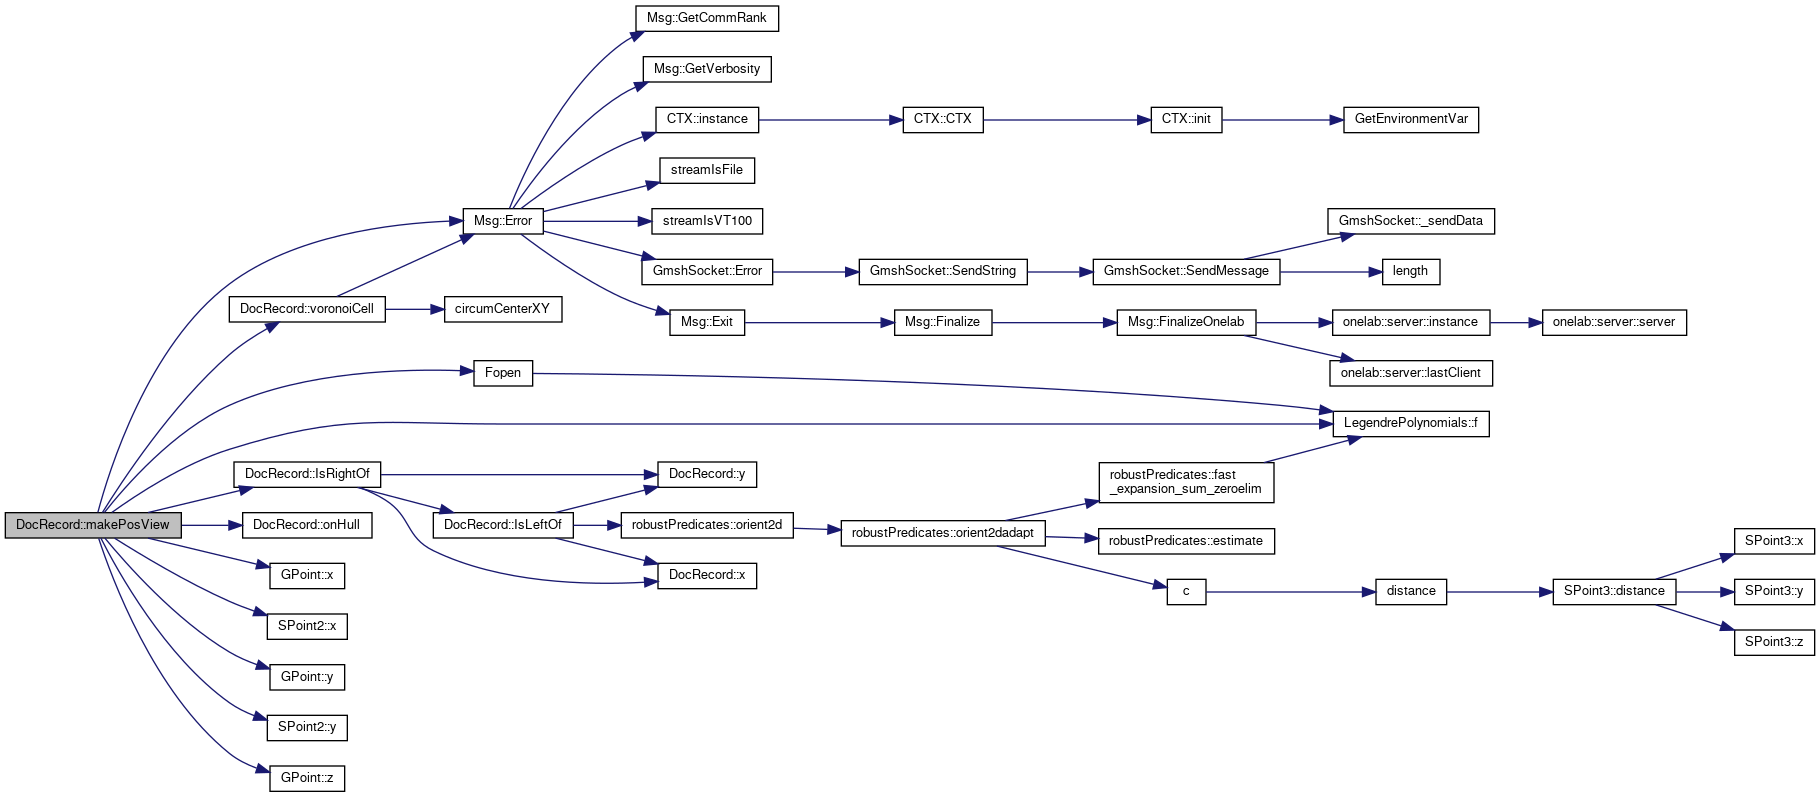 Msg::GetCommRank
Msg::GetVerbosity
CTX::instance
CTX::CTX
CTX::init
GetEnvironmentVar
streamIsFile
Msg::Error
streamIsVT100
GmshSocket::_sendData
GmshSocket::Error
GmshSocket::SendString
GmshSocket::SendMessage
length
DocRecord::voronoiCell
circumCenterXY
Msg::Exit
Msg::Finalize
Msg::FinalizeOnelab
onelab::server::instance
onelab::server::server
Fopen
onelab::server::lastClient
LegendrePolynomials::f
DocRecord::IsRightOf
DocRecord::y
robustPredicates::fast
_expansion_sum_zeroelim
DocRecord::makePosView
DocRecord::onHull
DocRecord::IsLeftOf
robustPredicates::orient2d
robustPredicates::orient2dadapt
robustPredicates::estimate
SPoint3::x
GPoint::x
DocRecord::x
c
distance
SPoint3::distance
SPoint3::y
SPoint2::x
SPoint3::z
GPoint::y
SPoint2::y
GPoint::z